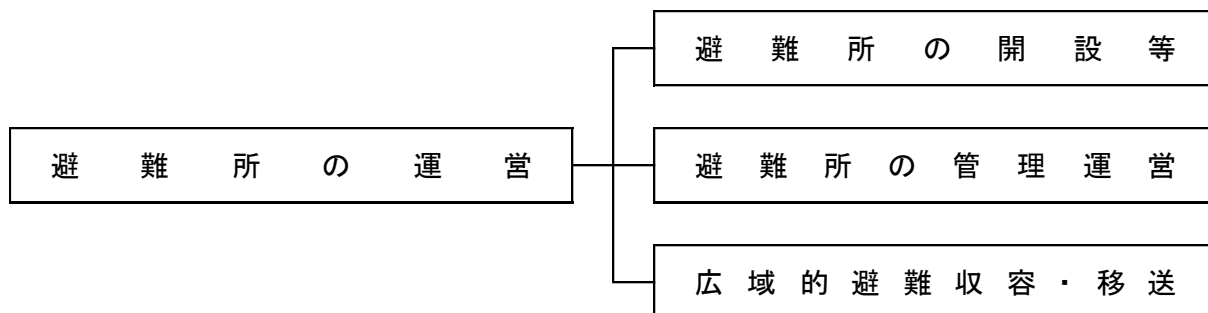 避難所の開設等
避難所の運営
避難所の管理運営
広域的避難収容・移送